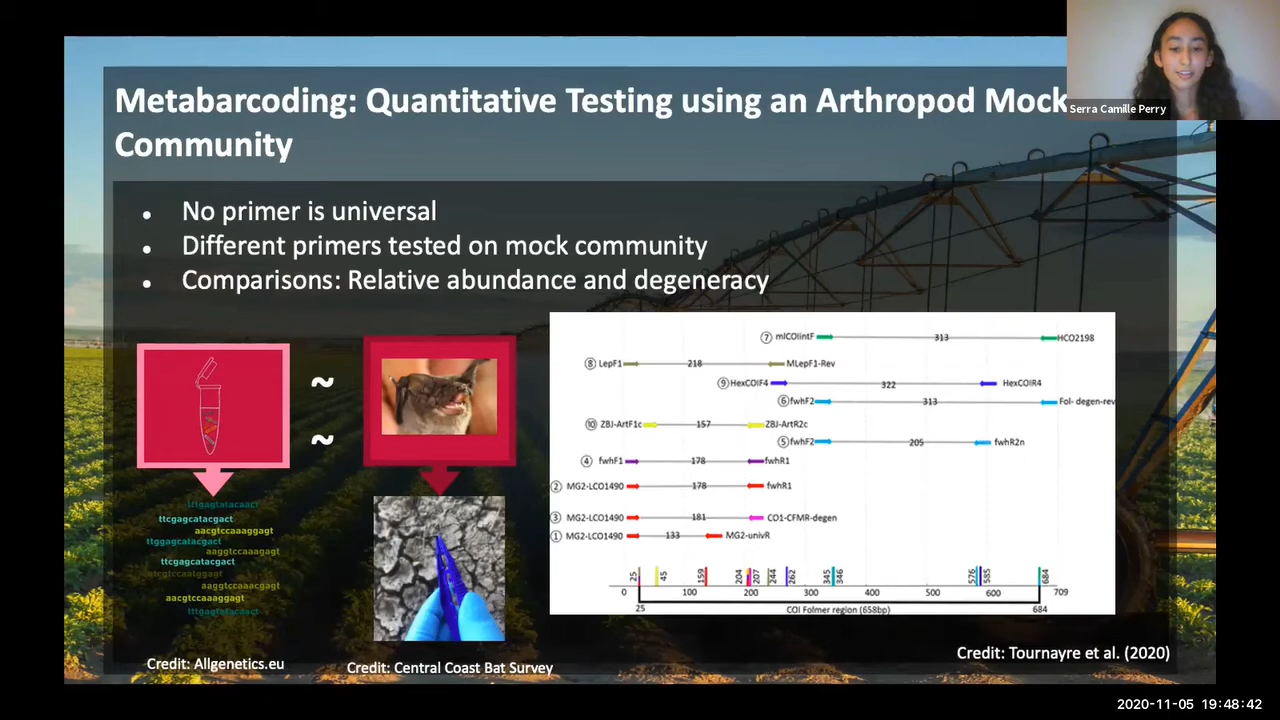 Metabarcoding: Quantitative Testing using an Arthropod Mock
Community
Serra Camille Perry
• No primer is universal
• Different primers tested on mock community
• Comparisons: Relative abundance and degeneracy
~
~
ttcgagcatacgact
aacgtccaaaggagt
ttggagcatacgact
aaggtccaaagagt
ttcgagcatacgact
aaggtccaaacgagt
aacgtccaaaggagt
⑦ mlCOIintF 313 HCO2198
⑧ LepF1 218 MLepF1-Rev
⑨ HexCOIF4 322 HexCOIR4
⑥ fwhF2 313 Fol- degen-rev
⑩ ZBJ-ArtF1c 157 ZBJ-ArtR2c
⑤ fwhF2 205 fwhR2n
④ fwhF1 178 fwhR1
② MG2-LCO1490 178 fwhR1
③ MG2-LCO1490 181 CO1-CFMR-degen
① MG2-LCO1490 133 MG2-univR
25 45 159 204 207 244 262 345 346 576 585 684
0 100 200 300 400 500 600 709
25 COI Folmer region (658bp) 684
Credit: Allgenetics.eu
Credit: Central Coast Bat Survey
Credit: Tournayre et al. (2020)
2020-11-05 19:48:42